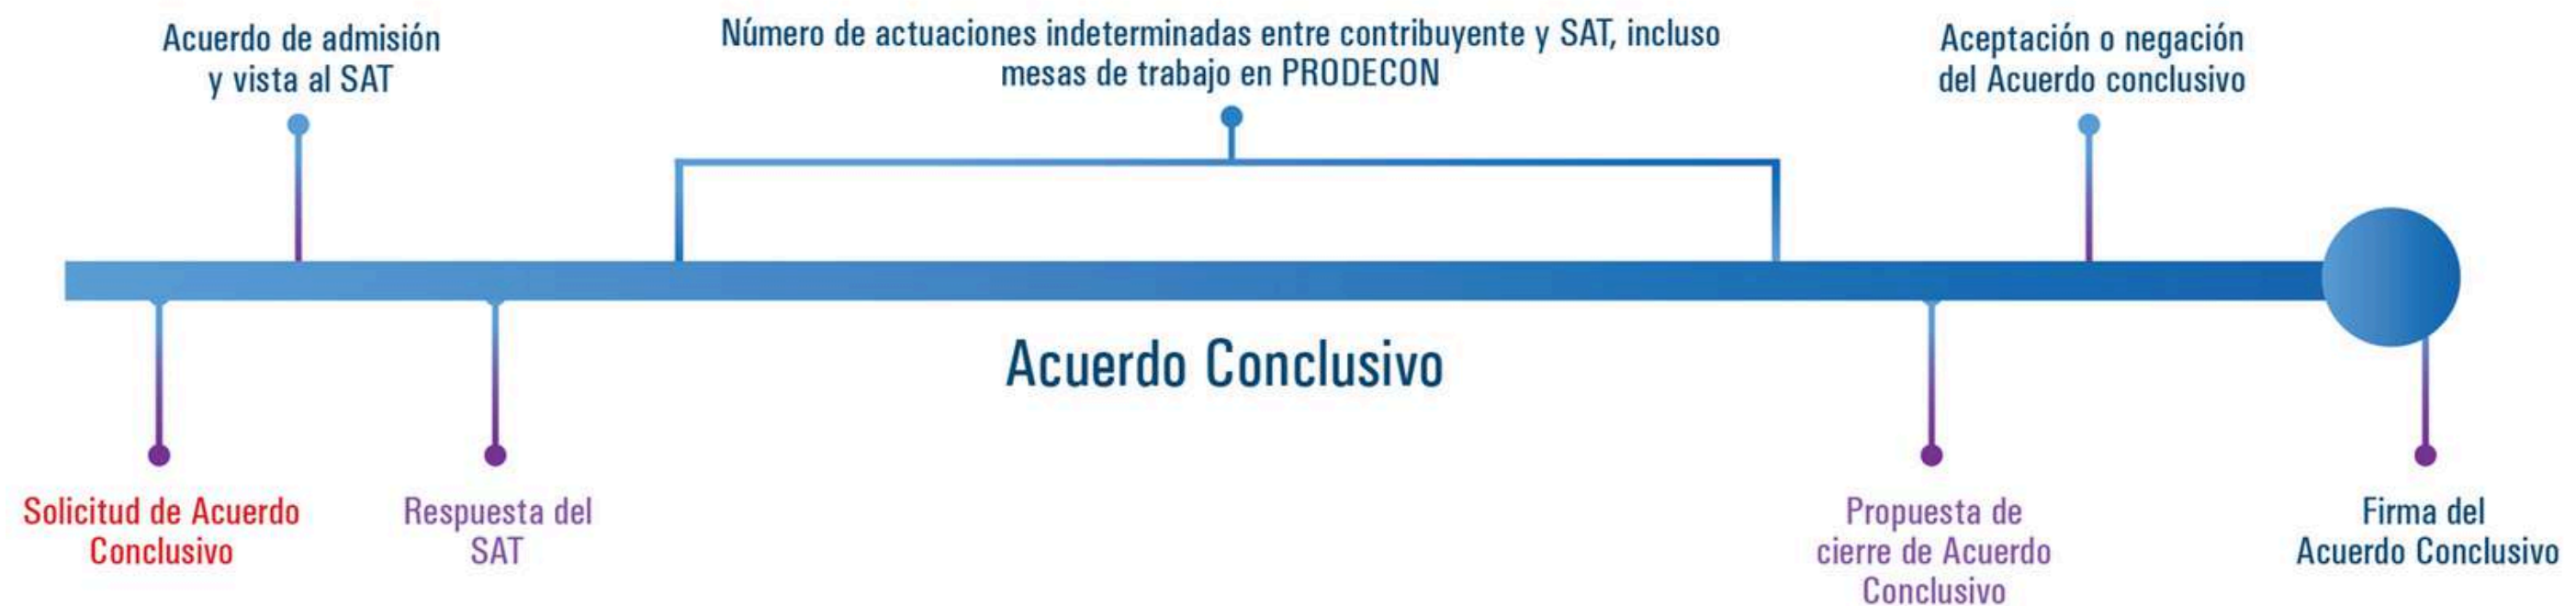 Acuerdo de admisión
y vista al SAT
Número de actuaciones indeterminadas entre contribuyente y SAT, incluso
mesas de trabajo en PRODECON
Aceptación o negación
del Acuerdo conclusivo
Acuerdo Conclusivo
Solicitud de Acuerdo
Conclusivo
Respuesta del
SAT
Propuesta de
cierre de Acuerdo
Conclusivo
Firma del
Acuerdo Conclusivo